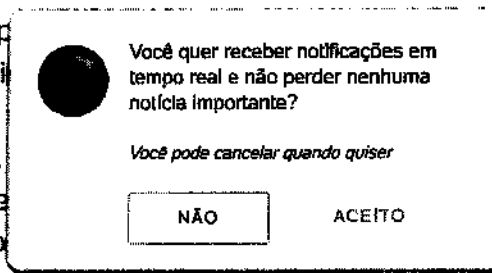 Você quer receber notificações em
tempo real e não perder nenhuma
notícia importante?
Você pode cancelar quando quiser
NÃO
ACEITO